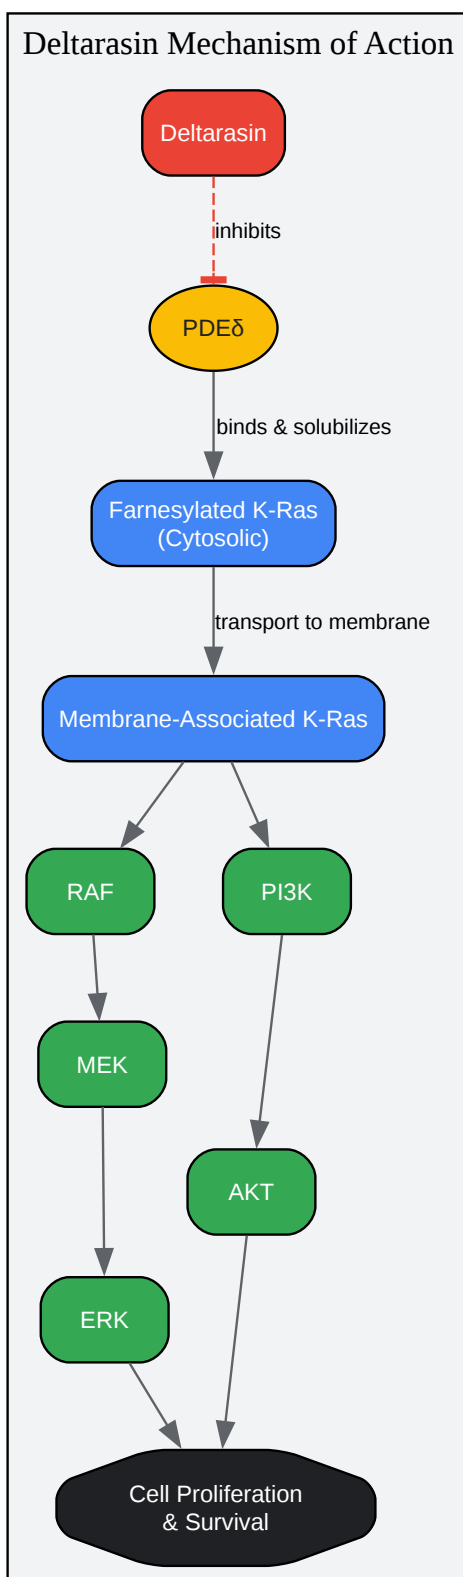 Deltarasin Mechanism of Action
Deltarasin
inhibits
PDEδ
binds & solubilizes
Farnesylated K-Ras
(Cytosolic)
transport to membrane
Membrane-Associated K-Ras
RAF
PI3K
MEK
AKT
ERK
Cell Proliferation
& Survival